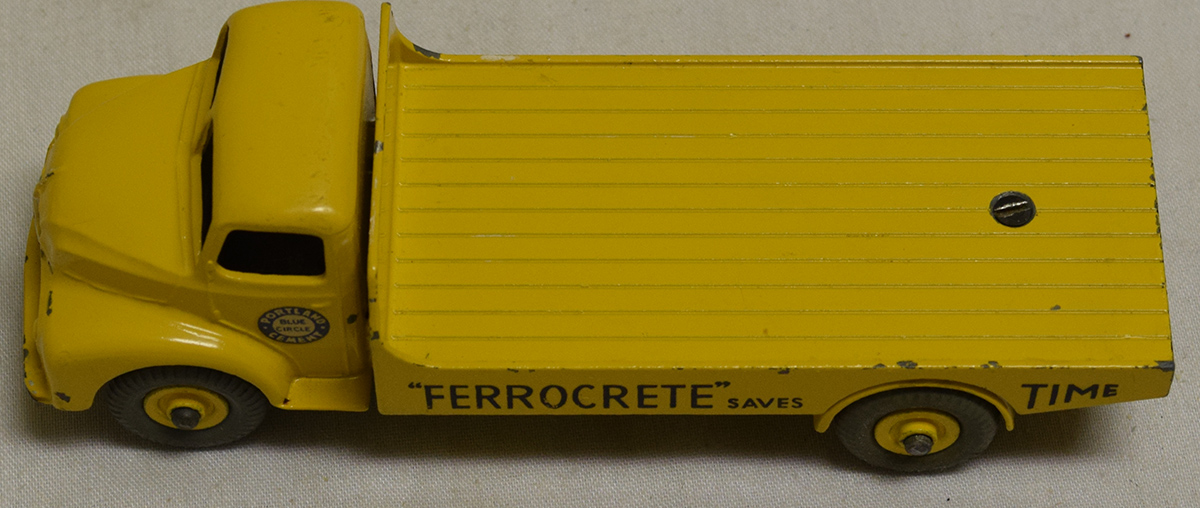 PORTLAND
BLUE
CIRCLE
CEMENT
"FERROCRETE" SAVES TIME